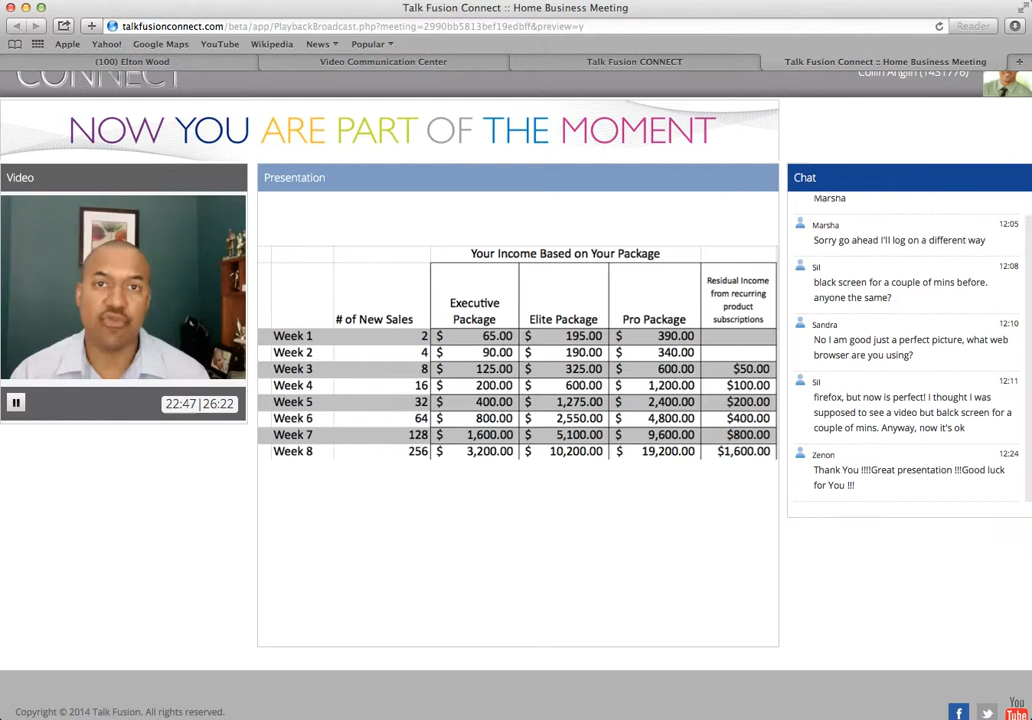 Talk Fusion Connect :: Home Business Meeting
talkfusionconnect.com/beta/app/PlaybackBroadcast.php?meeting=2990bb5813bef19edbff&preview=y
Reader
Apple Yahoo! Google Maps YouTube Wikipedia News Popular
(100) Elton Wood Video Communication Center Talk Fusion CONNECT Talk Fusion Connect :: Home Business Meeting
CONNECT Collin Anglin (1431776)
NOW YOU ARE PART OF THE MOMENT
Video Presentation Chat
Marsha
Marsha 12:05
Sorry go ahead I'll log on a different way
Sil 12:08
black screen for a couple of mins before.
anyone the same?
Sandra 12:10
No I am good just a perfect picture, what web
browser are you using?
Sil 12:11
firefox, but now is perfect! I thought I was
supposed to see a video but balck screen for a
couple of mins. Anyway, now it's ok
Zenon 12:24
Thank You !!!!Great presentation !!!Good luck
for You !!!
Your Income Based on Your Package
# of New Sales Executive Package Elite Package Pro Package Residual Income from recurring product subscriptions
Week 1 2 $ 65.00 $ 195.00 $ 390.00
Week 2 4 $ 90.00 $ 190.00 $ 340.00
Week 3 8 $ 125.00 $ 325.00 $ 600.00 $50.00
Week 4 16 $ 200.00 $ 600.00 $ 1,200.00 $100.00
Week 5 32 $ 400.00 $ 1,275.00 $ 2,400.00 $200.00
Week 6 64 $ 800.00 $ 2,550.00 $ 4,800.00 $400.00
Week 7 128 $ 1,600.00 $ 5,100.00 $ 9,600.00 $800.00
Week 8 256 $ 3,200.00 $ 10,200.00 $ 19,200.00 $1,600.00
22:47|26:22
Copyright © 2014 Talk Fusion. All rights reserved.
f
You
Tube